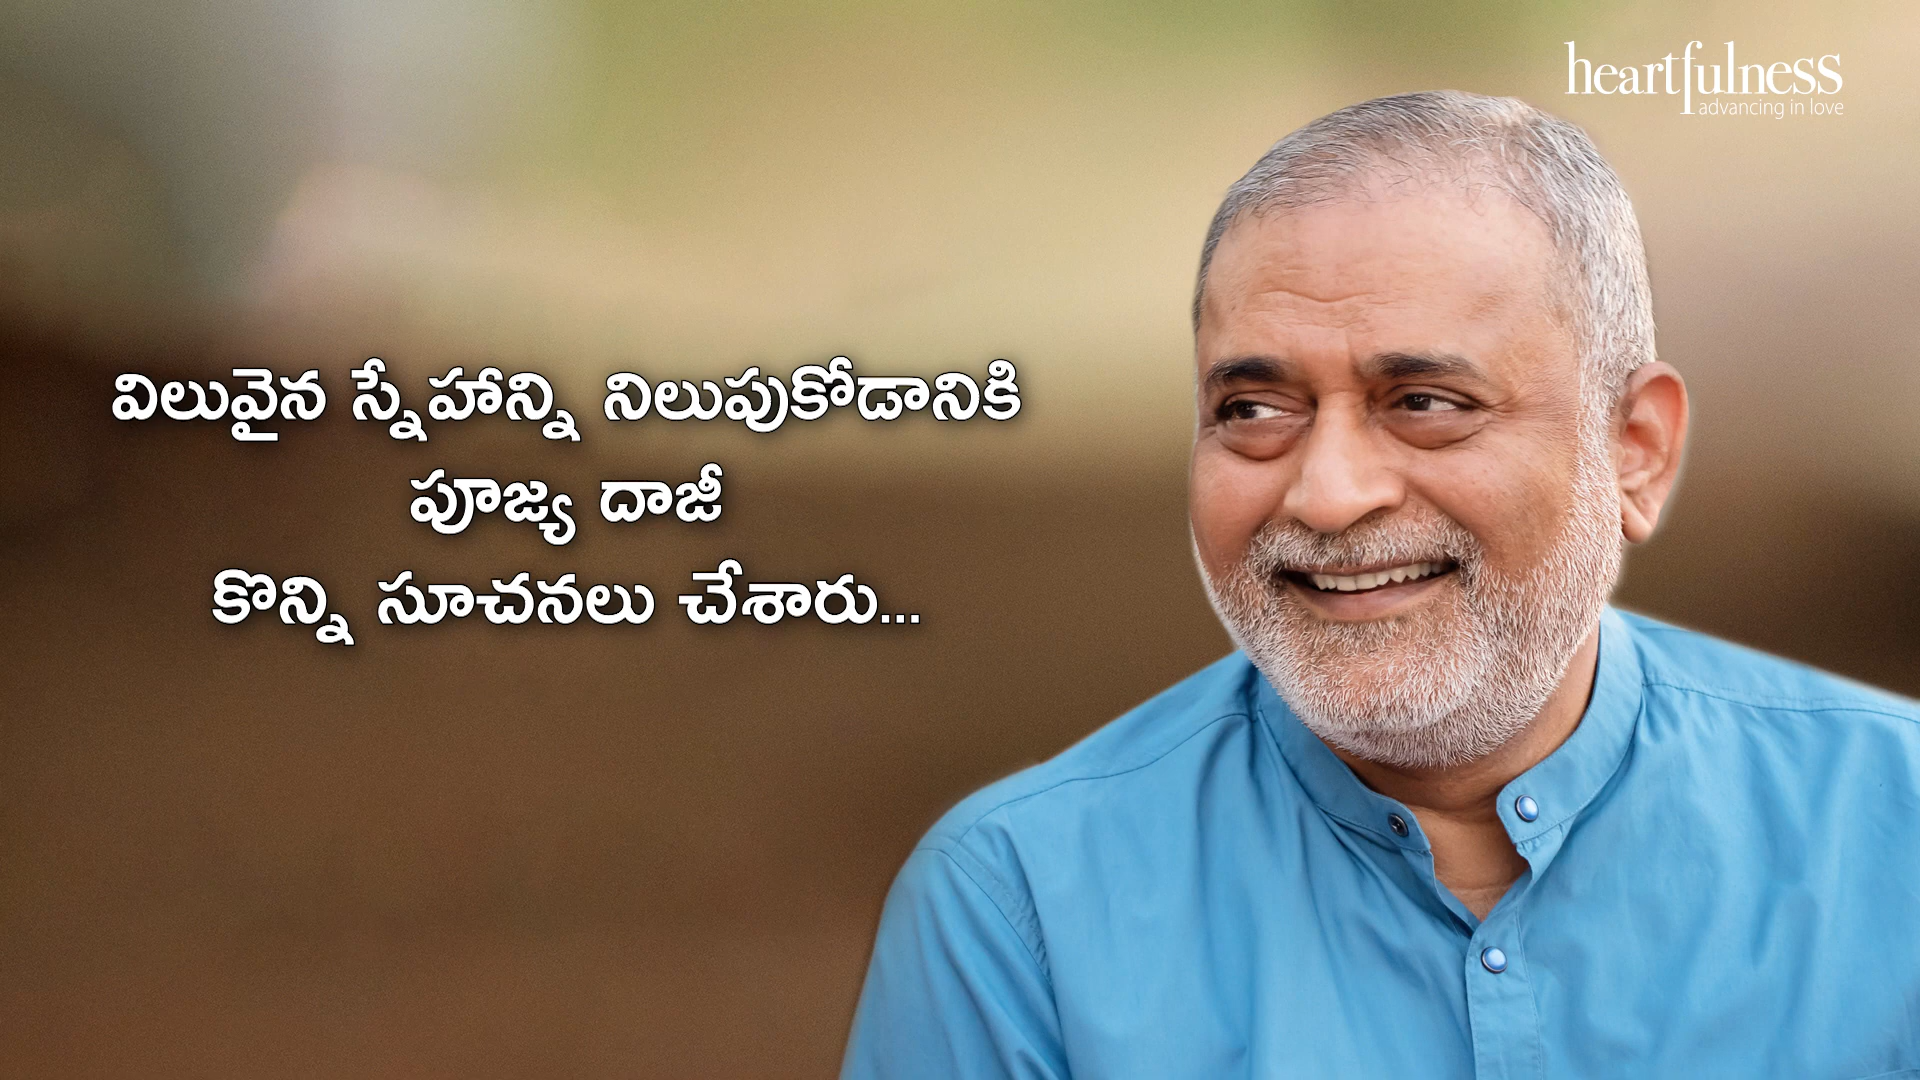 heartfulness
advancing in love
విలువైన స్నేహాన్ని నిలుపుకోడానికి
పూజ్య దాజీ
కొన్ని సూచనలు చేశారు...